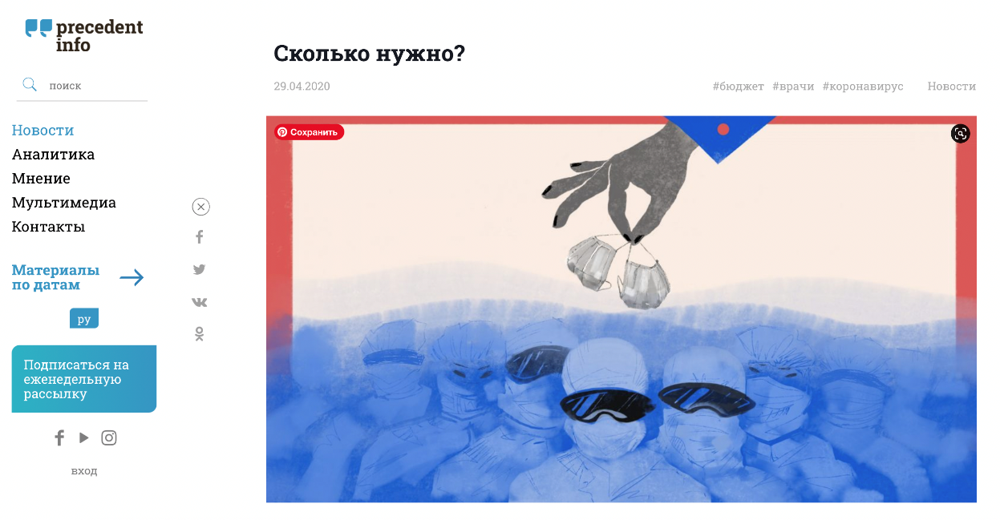 precedent
info
поиск
Новости
Аналитика
Мнение
Мультимедиа
Контакты
Материалы
по датам
ру
Подписаться на
еженедельную
рассылку
вход
Сколько нужно?
29.04.2020
#бюджет #врачи #коронавирус Новости
Сохранить